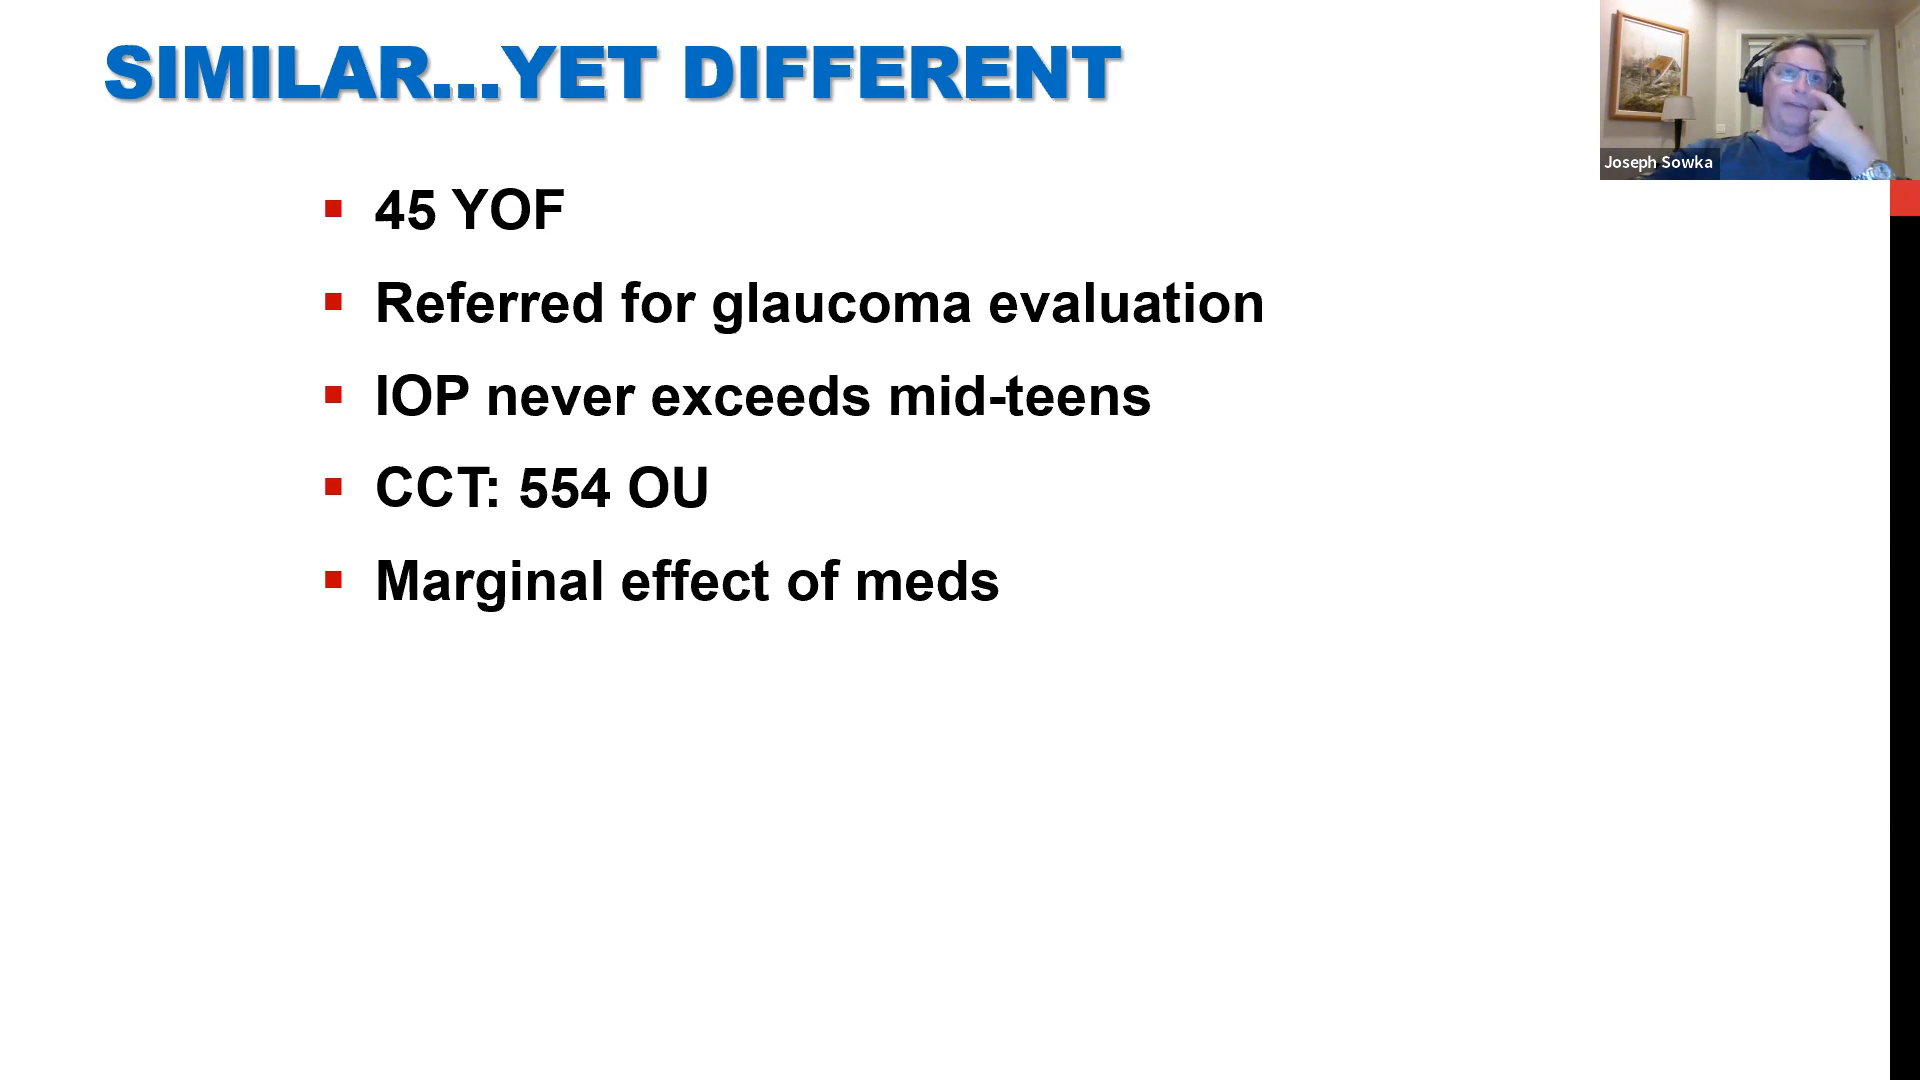 SIMILAR...YET DIFFERENT
Joseph Sowka
▪ 45 YOF
▪ Referred for glaucoma evaluation
▪ IOP never exceeds mid-teens
▪ CCT: 554 OU
▪ Marginal effect of meds